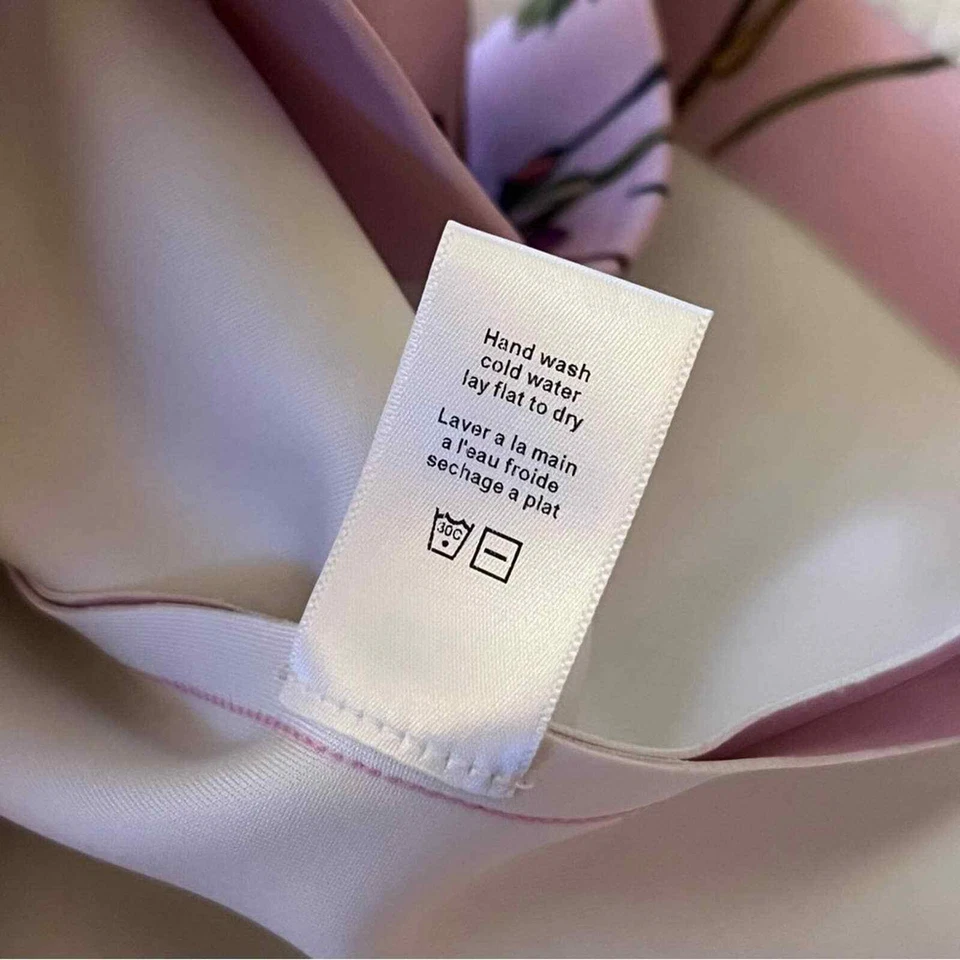 Hand wash
cold water
lay flat to dry
Laver a la main
a l'eau froide
sechage a plat
30C